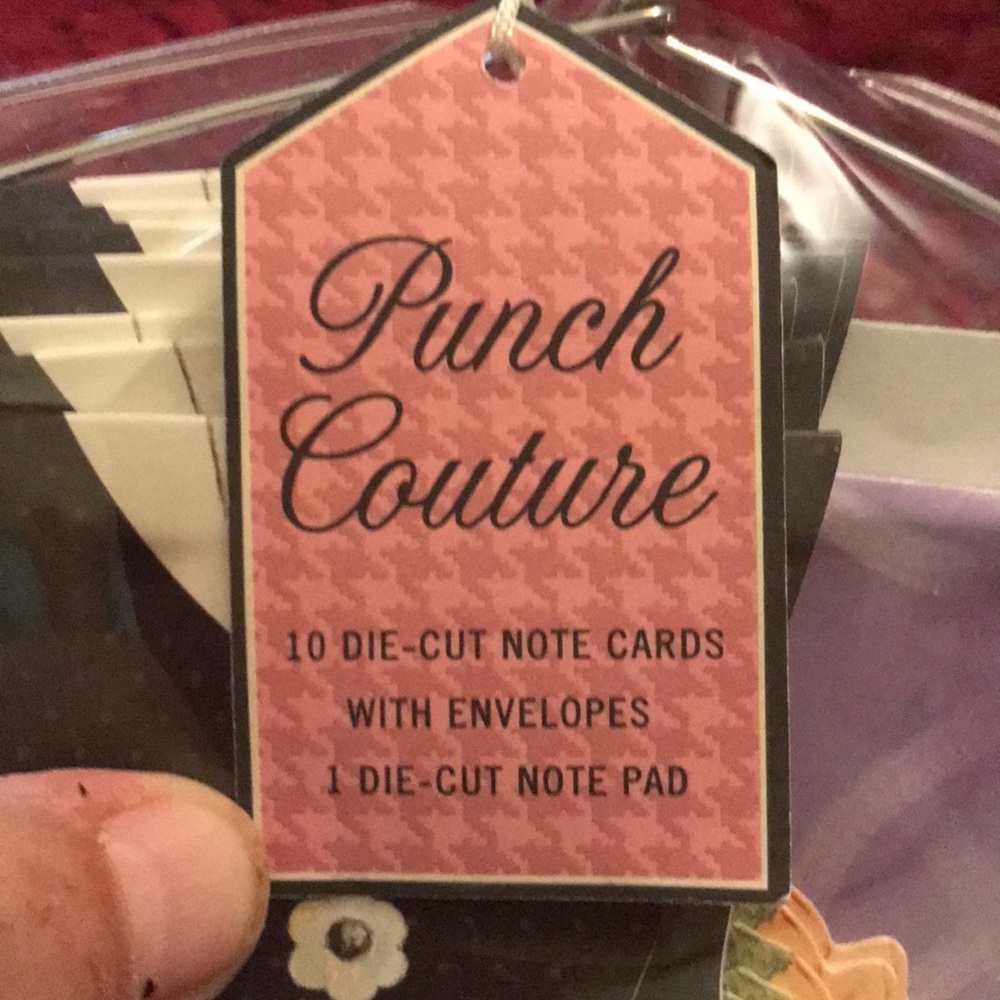 Punch
Couture
10 DIE-CUT NOTE CARDS
WITH ENVELOPES
1 DIE-CUT NOTE PAD